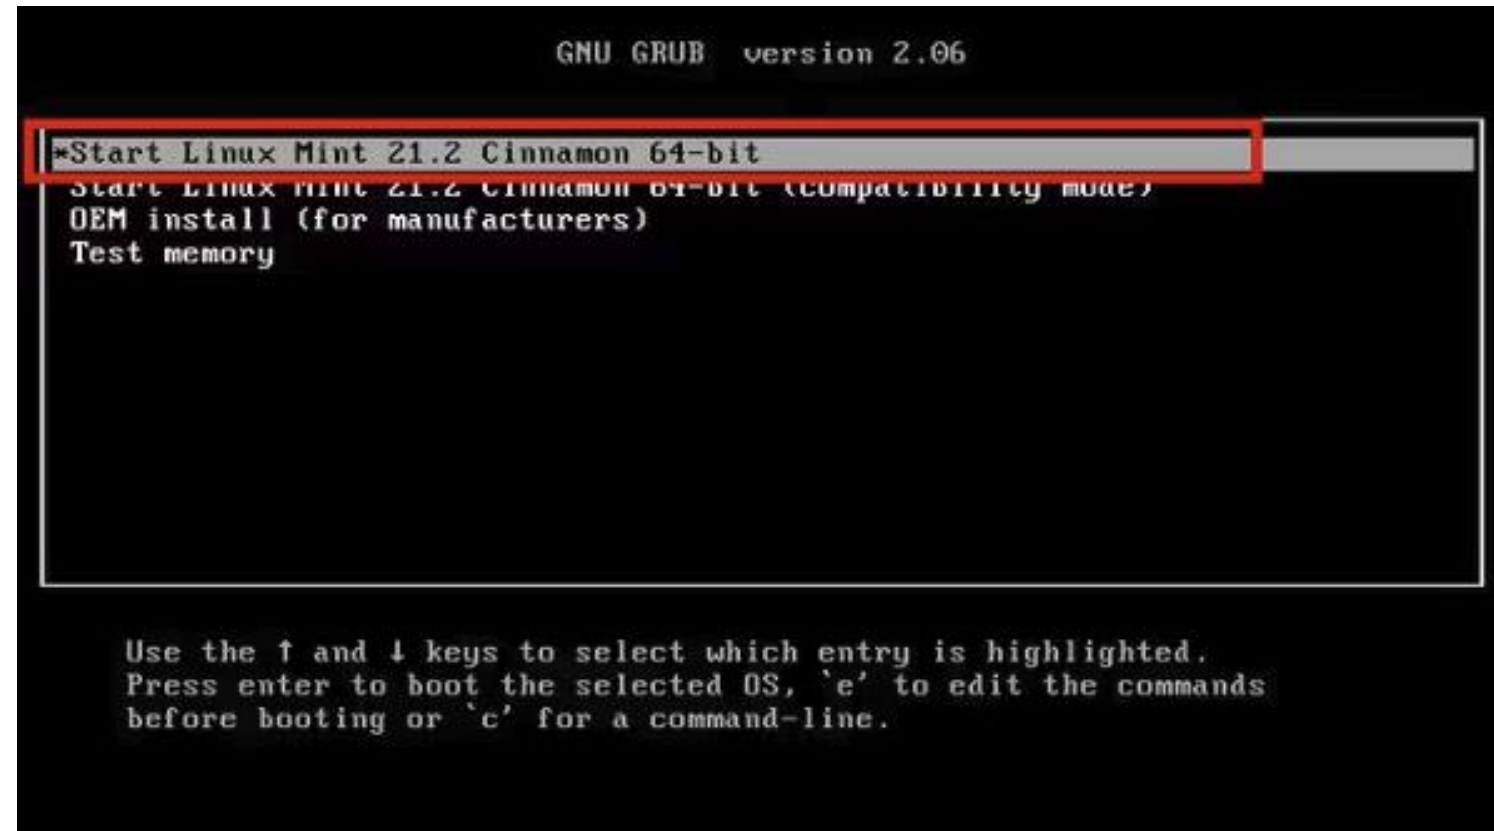 GNU GRUB version 2.06
*Start Linux Mint 21.2 Cinnamon 64-bit
Start Linux Mint 21.2 Cinnamon 64-bit (compatibility mode)
OEM install (for manufacturers)
Test memory
Use the ↑ and ↓ keys to select which entry is highlighted.
Press enter to boot the selected OS, `e' to edit the commands
before booting or `c' for a command-line.